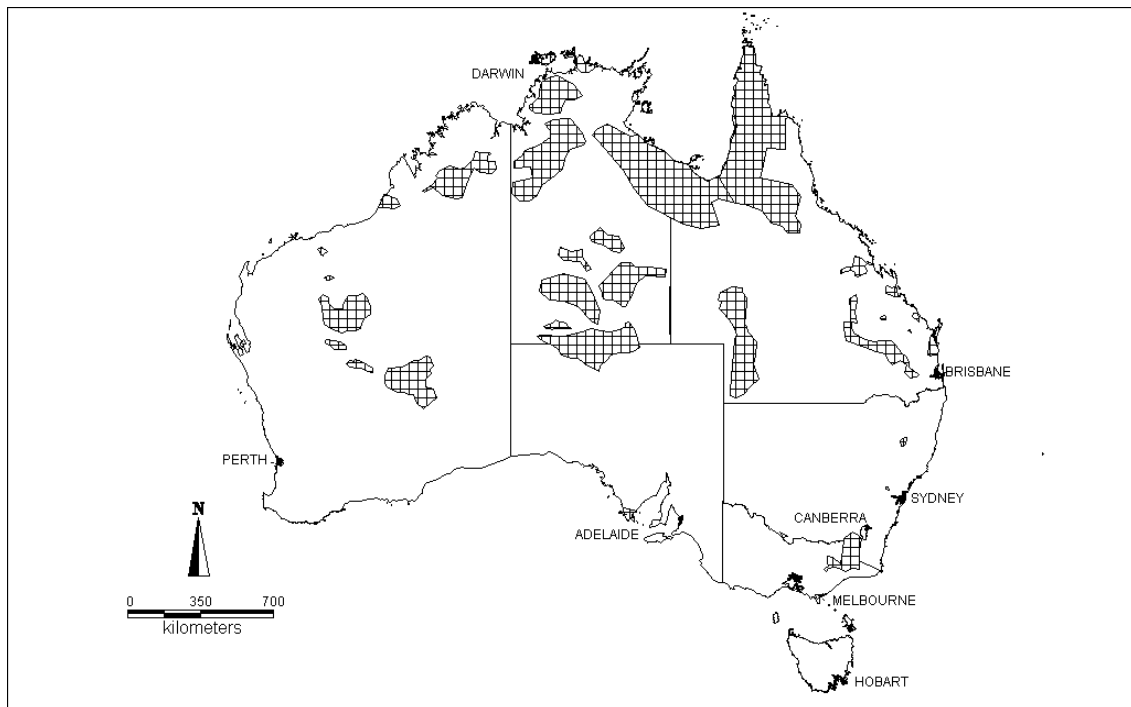 DARWIN
BRISBANE
PERTH
SYDNEY
CANBERRA
ADELAIDE
N
MELBOURNE
0 350 700
kilometers
HOBART